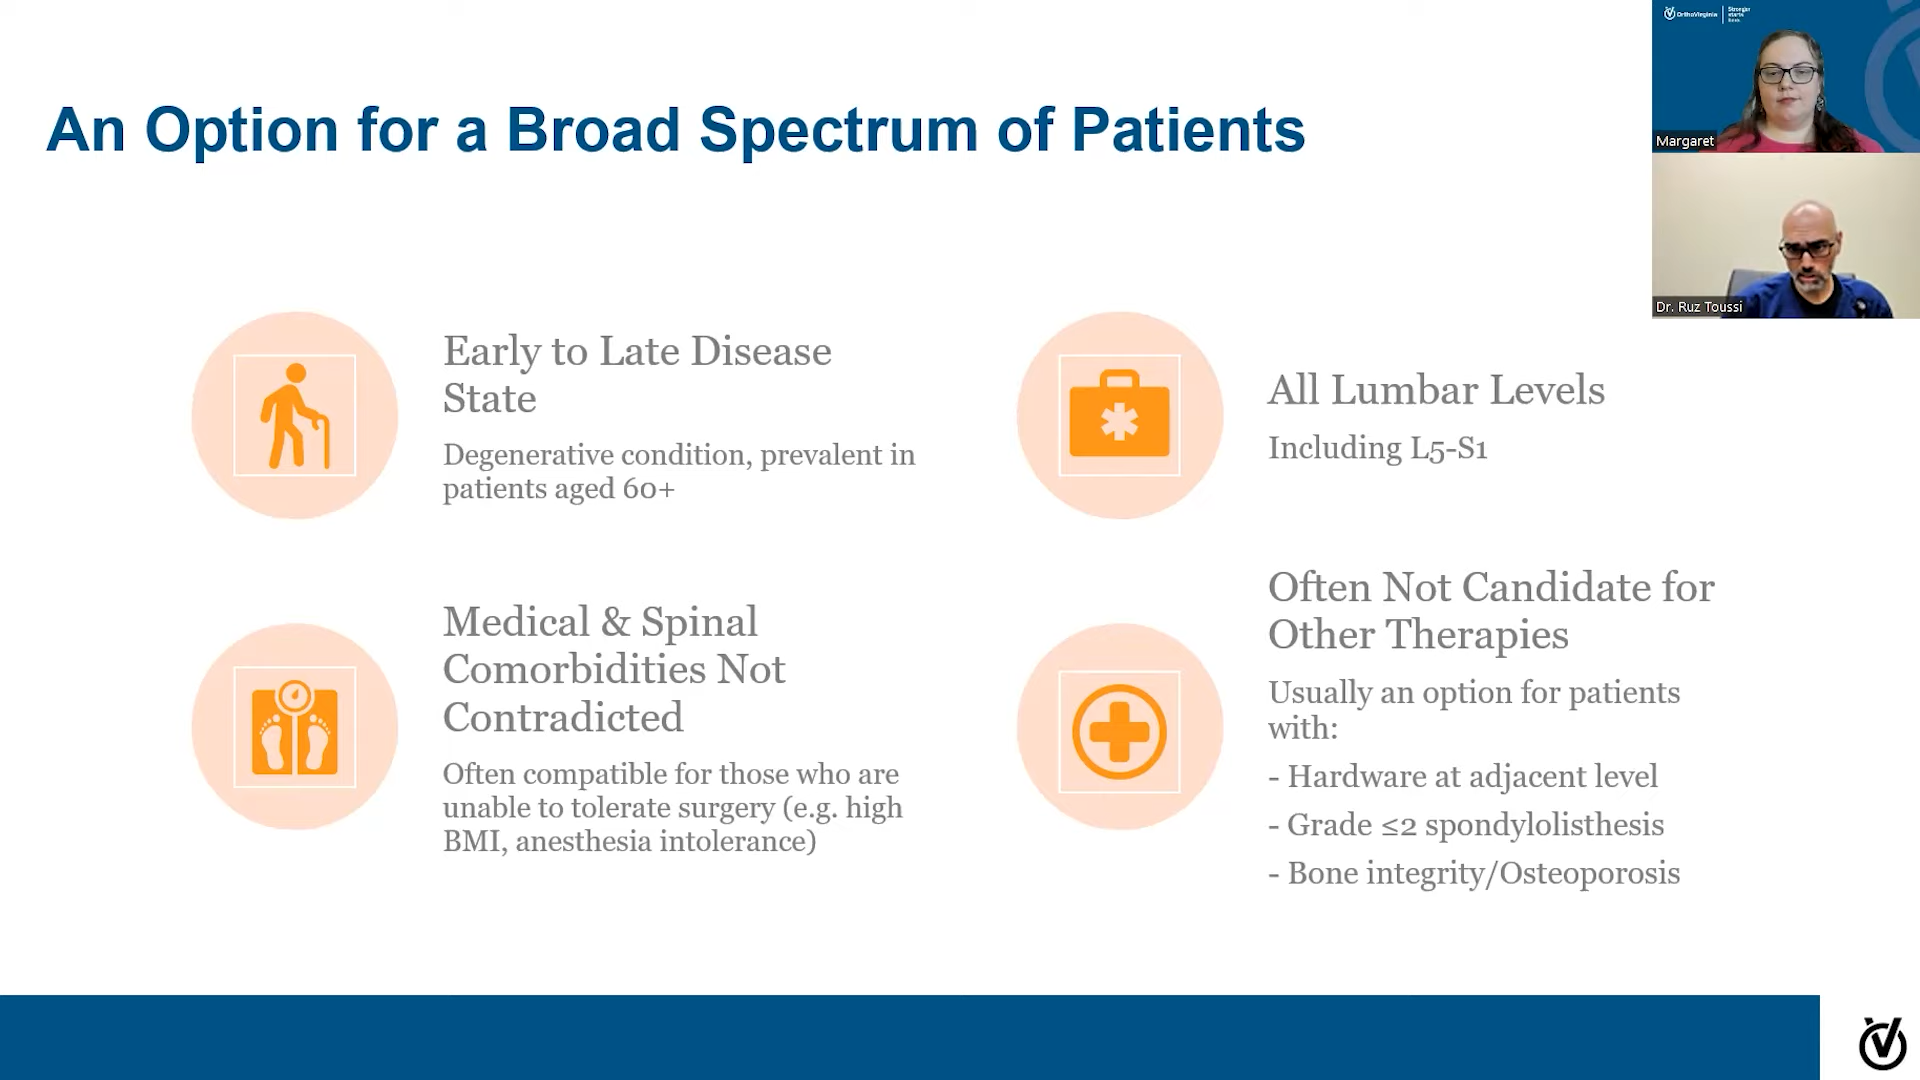 An Option for a Broad Spectrum of Patients
OrthoVirginia
Stronger
starts
Margaret
Dr. Ruz Toussi
Early to Late Disease
State
Degenerative condition, prevalent in
patients aged 60+
All Lumbar Levels
Including L5-S1
Medical & Spinal
Comorbidities Not
Contradicted
Often compatible for those who are
unable to tolerate surgery (e.g. high
BMI, anesthesia intolerance)
Often Not Candidate for
Other Therapies
Usually an option for patients
with:
- Hardware at adjacent level
- Grade ≤2 spondylolisthesis
- Bone integrity/Osteoporosis